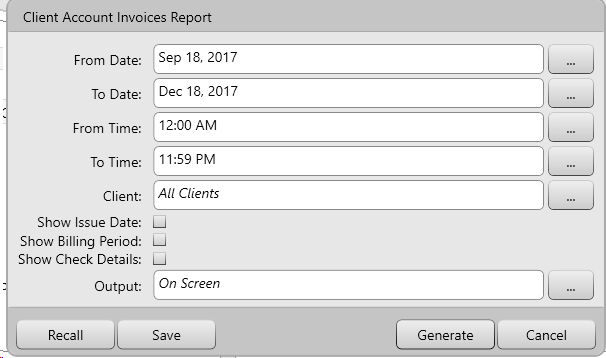 Client Account Invoices Report
From Date: Sep 18, 2017 ...
To Date: Dec 18, 2017 ...
From Time: 12:00 AM ...
To Time: 11:59 PM ...
Client: All Clients ...
Show Issue Date:
Show Billing Period:
Show Check Details:
Output: On Screen ...
Recall Save Generate Cancel